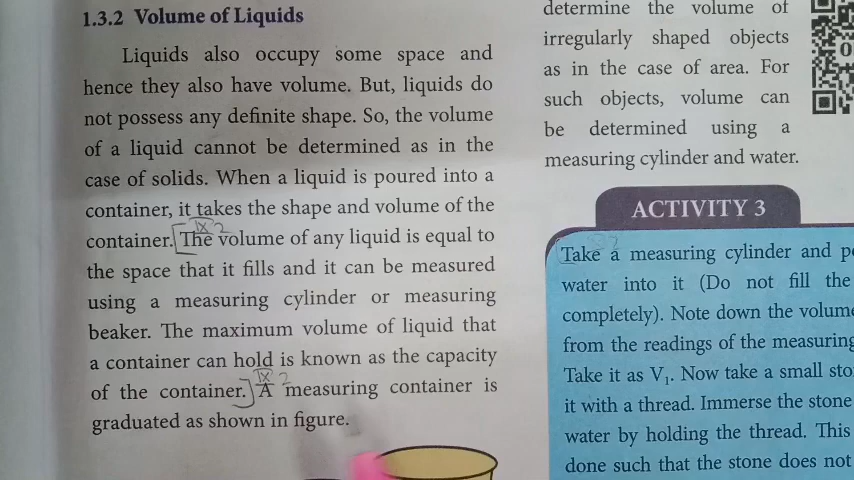 1.3.2 Volume of Liquids
Liquids also occupy some space and
hence they also have volume. But, liquids do
not possess any definite shape. So, the volume
of a liquid cannot be determined as in the
case of solids. When a liquid is poured into a
container, it takes the shape and volume of the
container. The volume of any liquid is equal to
the space that it fills and it can be measured
using a measuring cylinder or measuring
beaker. The maximum volume of liquid that
a container can hold is known as the capacity
of the container. A measuring container is
graduated as shown in figure.
determine the volume of
irregularly shaped objects
as in the case of area. For
such objects, volume can
be determined using a
measuring cylinder and water.
ACTIVITY 3
Take a measuring cylinder and
water into it (Do not fill the
completely). Note down the volume
from the readings of the measuring
Take it as V₁. Now take a small
it with a thread. Immerse the stone
water by holding the thread. This
done such that the stone does not